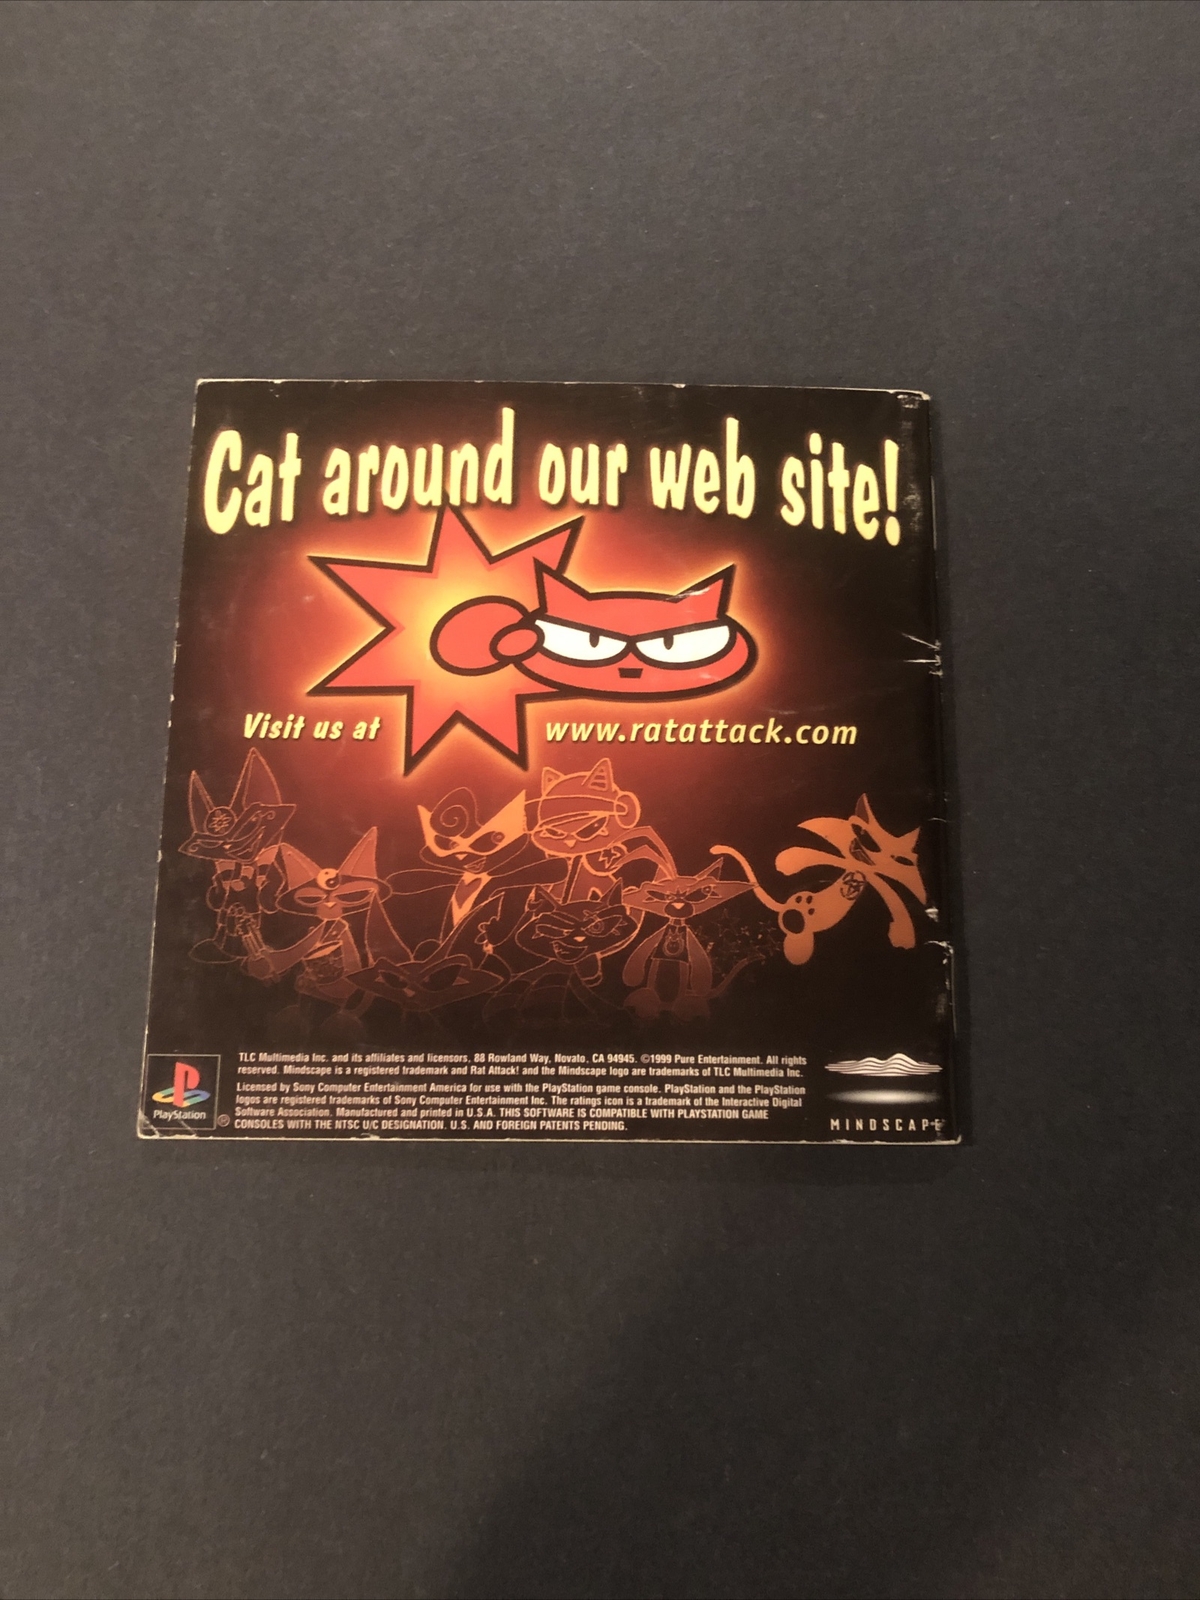 Cat around our web site!
Visit us at www.ratattack.com
TLC Multimedia Inc. and its affiliates and licensors, 88 Rowland Way, Novato, CA 94945. ©1999 Pure Entertainment. All rights
reserved. Mindscape is a registered trademark and Rat Attack! and the Mindscape logo are trademarks of TLC Multimedia Inc.
Licensed by Sony Computer Entertainment America for use with the PlayStation game console. PlayStation and the PlayStation
logos are registered trademarks of Sony Computer Entertainment Inc. The ratings icon is a trademark of the Interactive Digital
Software Association. Manufactured and printed in U.S.A. THIS SOFTWARE IS COMPATIBLE WITH PLAYSTATION GAME
CONSOLES WITH THE NTSC U/C DESIGNATION. U.S. AND FOREIGN PATENTS PENDING.
PlayStation
®
MINDSCAPE